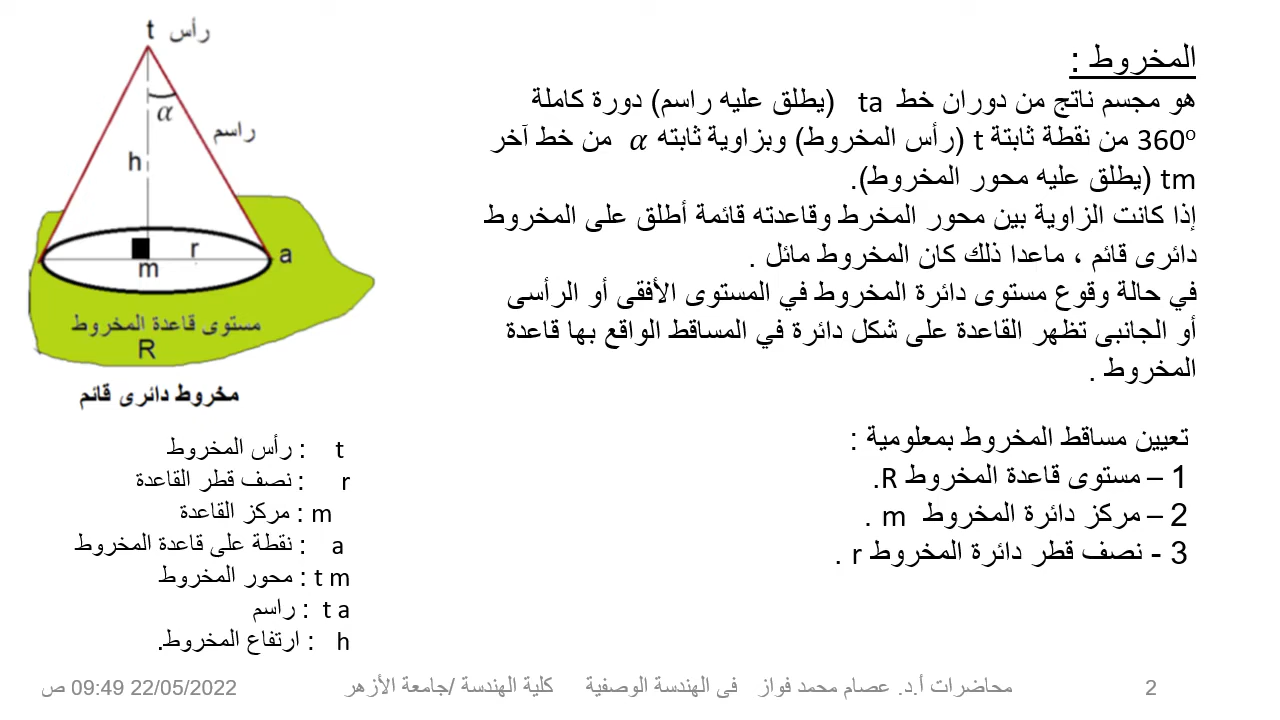 المخروط :
هو مجسم ناتج من دوران خط ta (يطلق عليه راسم) دورة كاملة
360º من نقطة ثابتة t (رأس المخروط) وبزاوية ثابته α من خط آخر
tm (يطلق عليه محور المخروط).
إذا كانت الزاوية بين محور المخرط وقاعدته قائمة أطلق على المخروط
دائرى قائم ، ماعدا ذلك كان المخروط مائل .
في حالة وقوع مستوى دائرة المخروط في المستوى الأفقى أو الرأسى
أو الجانبى تظهر القاعدة على شكل دائرة في المساقط الواقع بها قاعدة
المخروط .
تعيين مساقط المخروط بمعلومية :
1 – مستوى قاعدة المخروط R.
2 – مركز دائرة المخروط m .
3 - نصف قطر دائرة المخروط r .
t رأس
α
راسم
h
r
a
m
مستوى قاعدة المخروط
R
مخروط دائرى قائم
t : رأس المخروط
r : نصف قطر القاعدة
m : مركز القاعدة
a : نقطة على قاعدة المخروط
t m : محور المخروط
t a : راسم
h : ارتفاع المخروط.
2 محاضرات أ.د. عصام محمد فواز فى الهندسة الوصفية كلية الهندسة /جامعة الأزهر 22/05/2022 09:49 ص